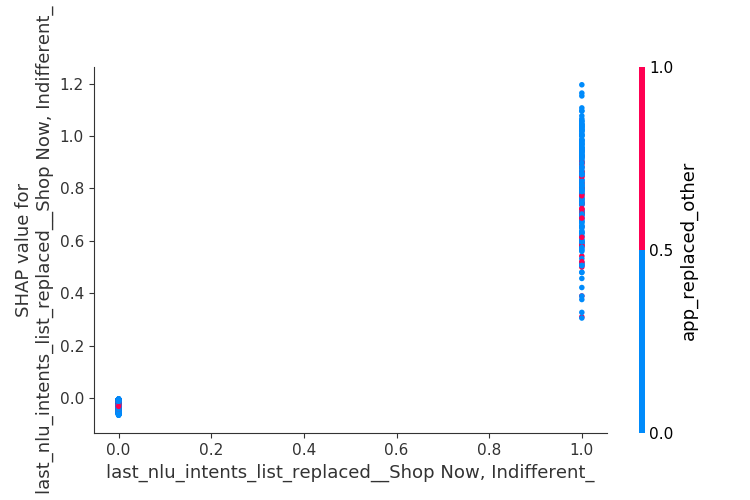 SHAP value for
last_nlu_intents_list_replaced__Shop Now, Indifferent_
1.2
1.0
0.8
0.6
0.4
0.2
0.0
0.0 0.2 0.4 0.6 0.8 1.0
last_nlu_intents_list_replaced__Shop Now, Indifferent_
1.0
0.5
0.0
app_replaced_other